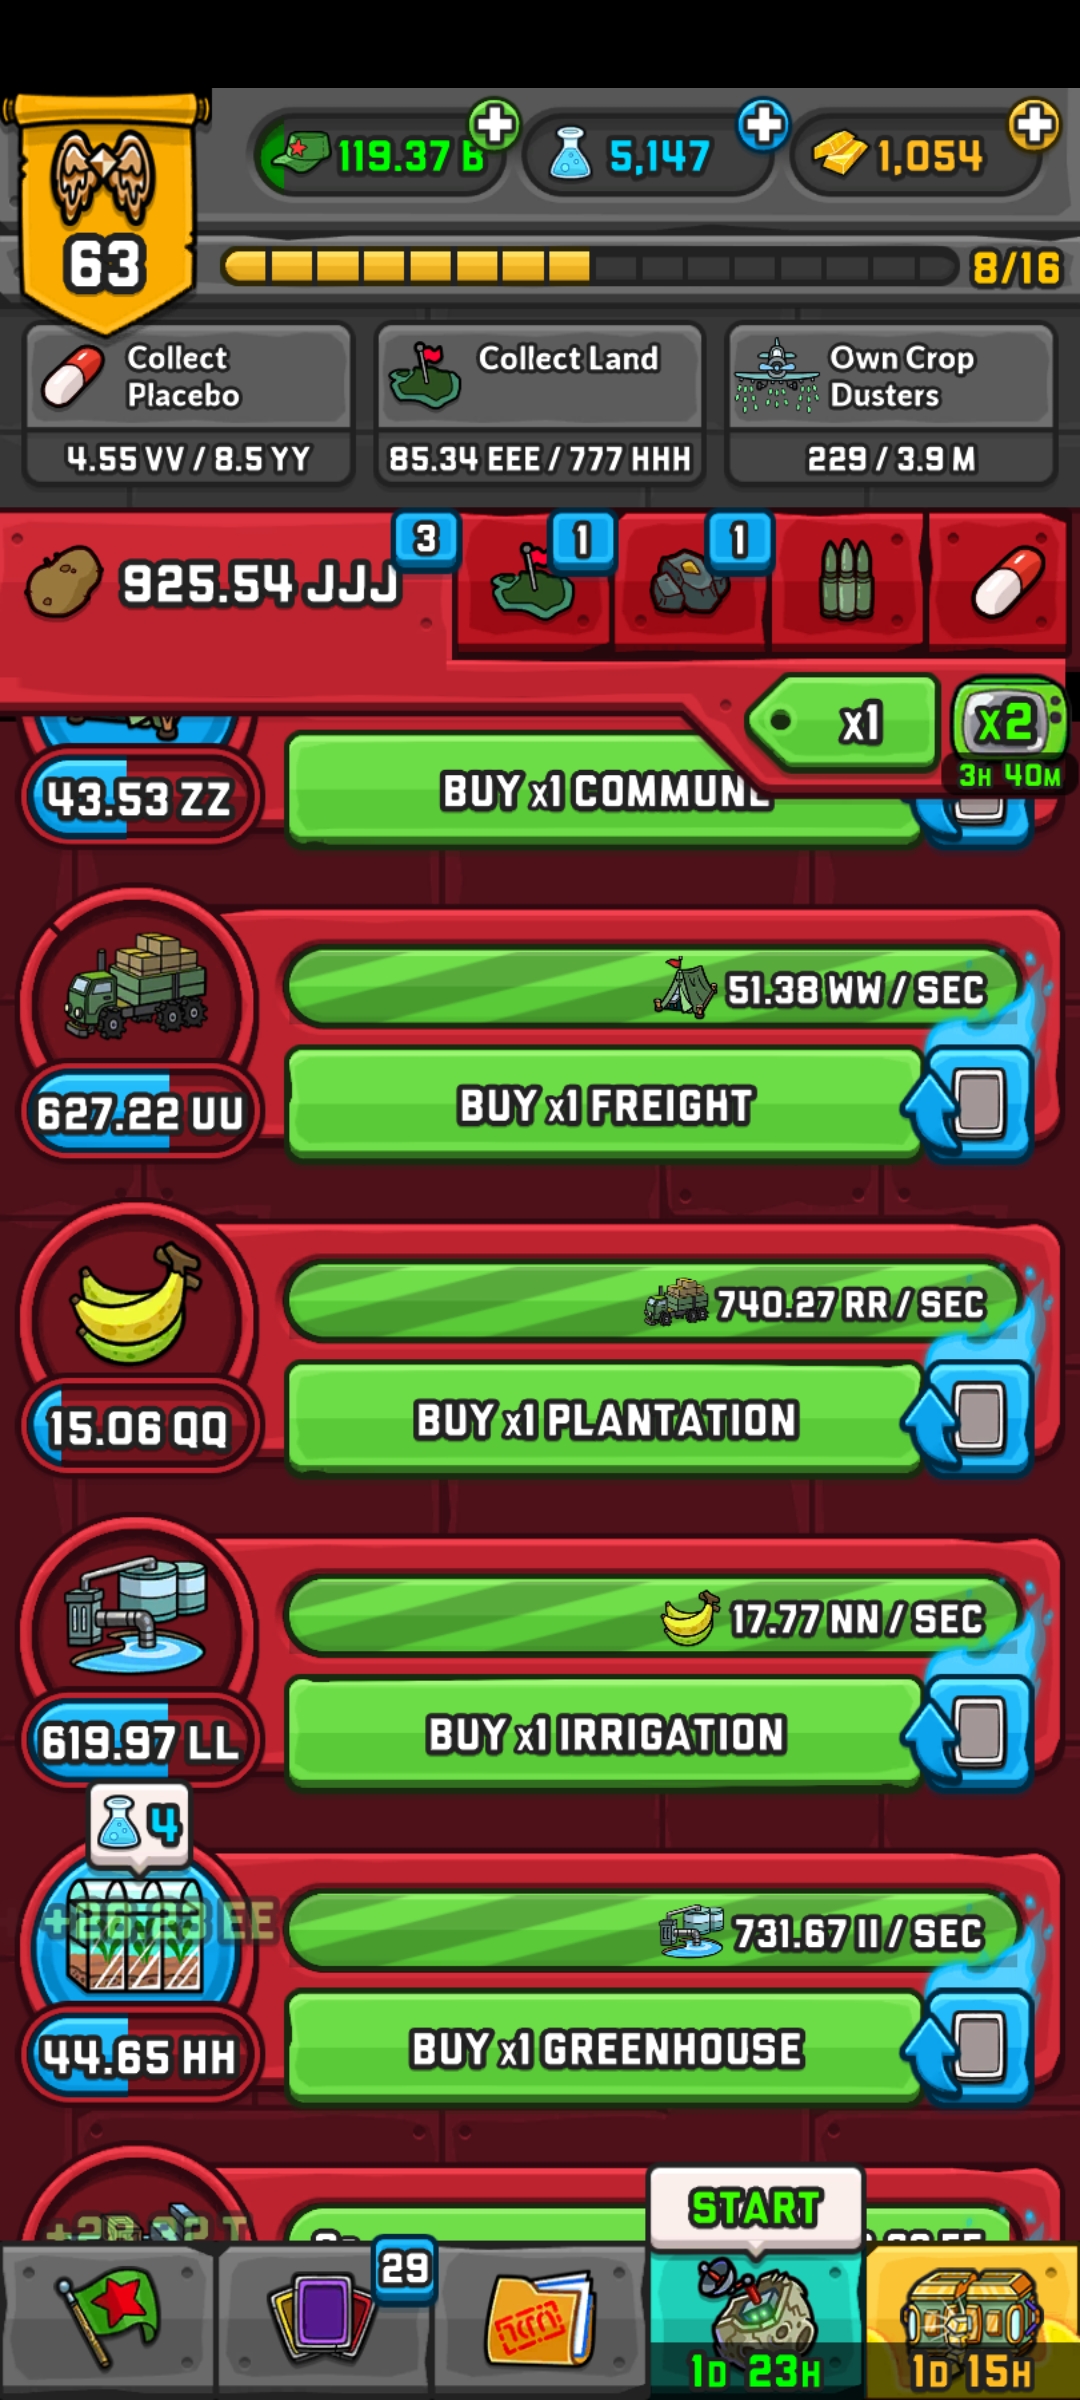 119.37 B
5,147
1,054
63
8/16
Collect
Placebo
4.55 VV / 8.5 YY
Collect Land
85.34 EEE / 777 HHH
Own Crop
Dusters
229 / 3.9 M
925.54 JJJ
3
1
1
x1
x2
3H 40M
43.53 ZZ
BUY x1 COMMUNE
51.38 WW / SEC
627.22 UU
BUY x1 FREIGHT
740.27 RR / SEC
15.06 QQ
BUY x1 PLANTATION
17.77 NN / SEC
619.97 LL
BUY x1 IRRIGATION
4
731.67 II / SEC
44.65 HH
BUY x1 GREENHOUSE
START
29
1D 23H
1D 15H